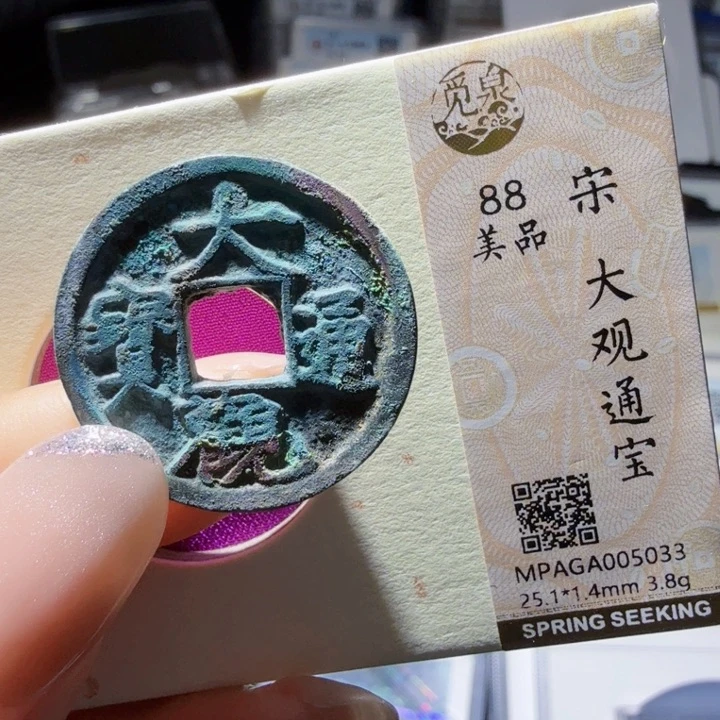 大
觀
通
寶
觅泉
88
美品
宋
大观通宝
MPAGA005033
25.1*1.4mm 3.8g
SPRING SEEKING